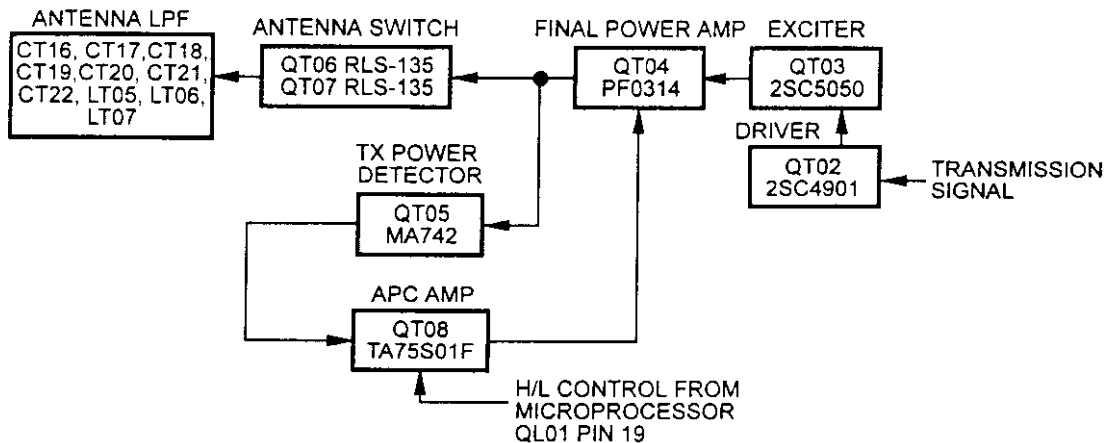 ANTENNA LPF
CT16, CT17,CT18,
CT19,CT20, CT21,
CT22, LT05, LT06,
LT07
ANTENNA SWITCH
QT06 RLS-135
QT07 RLS-135
FINAL POWER AMP
QT04
PF0314
EXCITER
QT03
2SC5050
DRIVER
QT02
2SC4901
TRANSMISSION
SIGNAL
TX POWER
DETECTOR
QT05
MA742
APC AMP
QT08
TA75S01F
H/L CONTROL FROM
MICROPROCESSOR
QL01 PIN 19